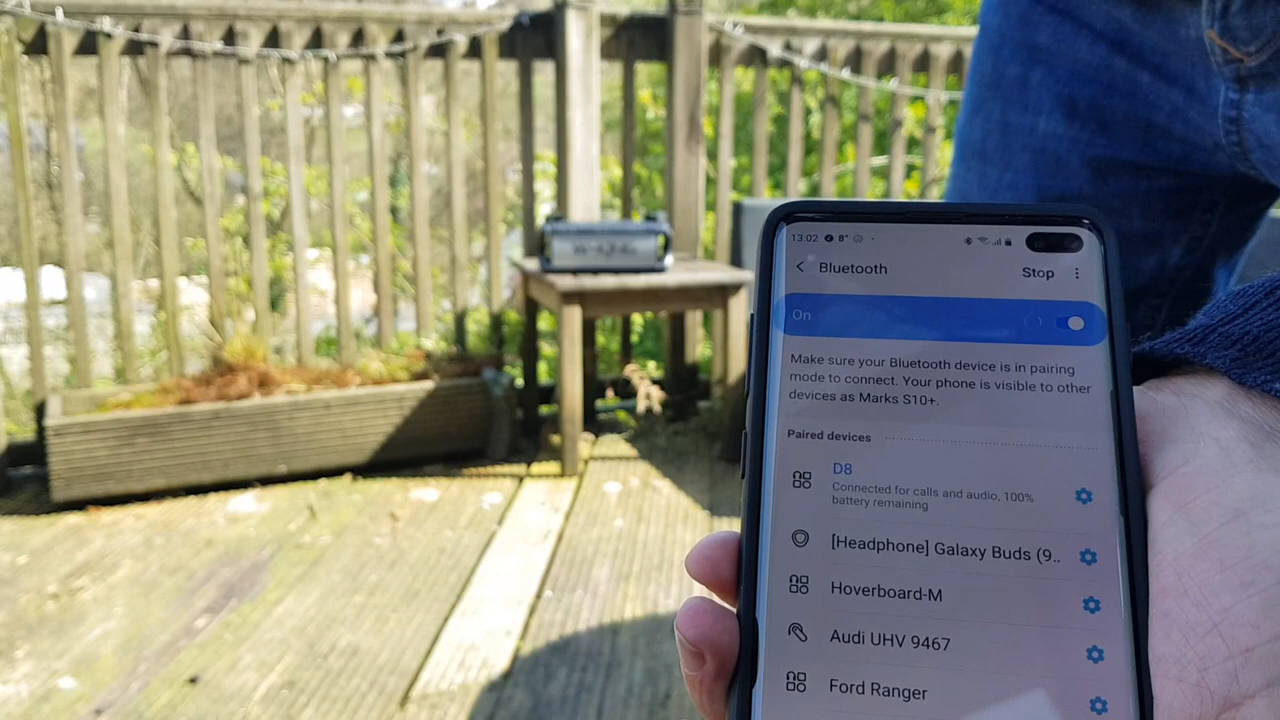 13:02 8°
Bluetooth
Stop
On
Make sure your Bluetooth device is in pairing
mode to connect. Your phone is visible to other
devices as Marks S10+.
Paired devices
D8
Connected for calls and audio, 100%
battery remaining
[Headphone] Galaxy Buds (9..
Hoverboard-M
Audi UHV 9467
Ford Ranger